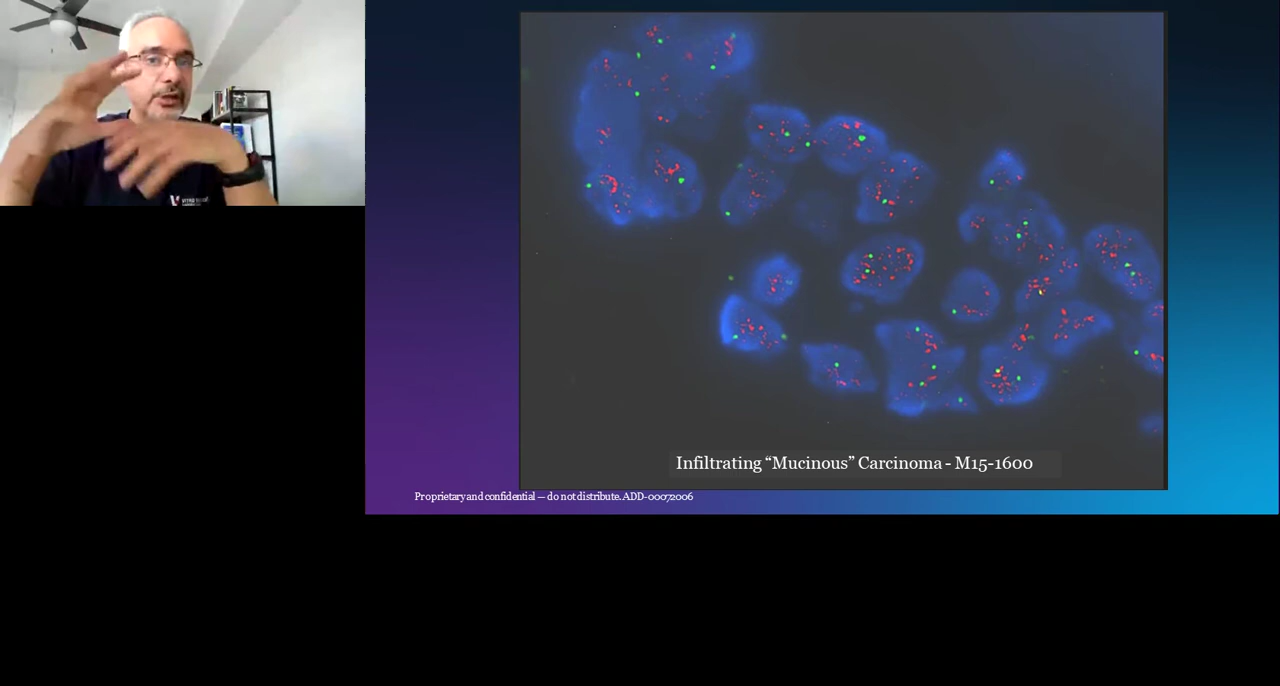 Infiltrating “Mucinous” Carcinoma - M15-1600
Proprietary and confidential — do not distribute. ADD-00072006